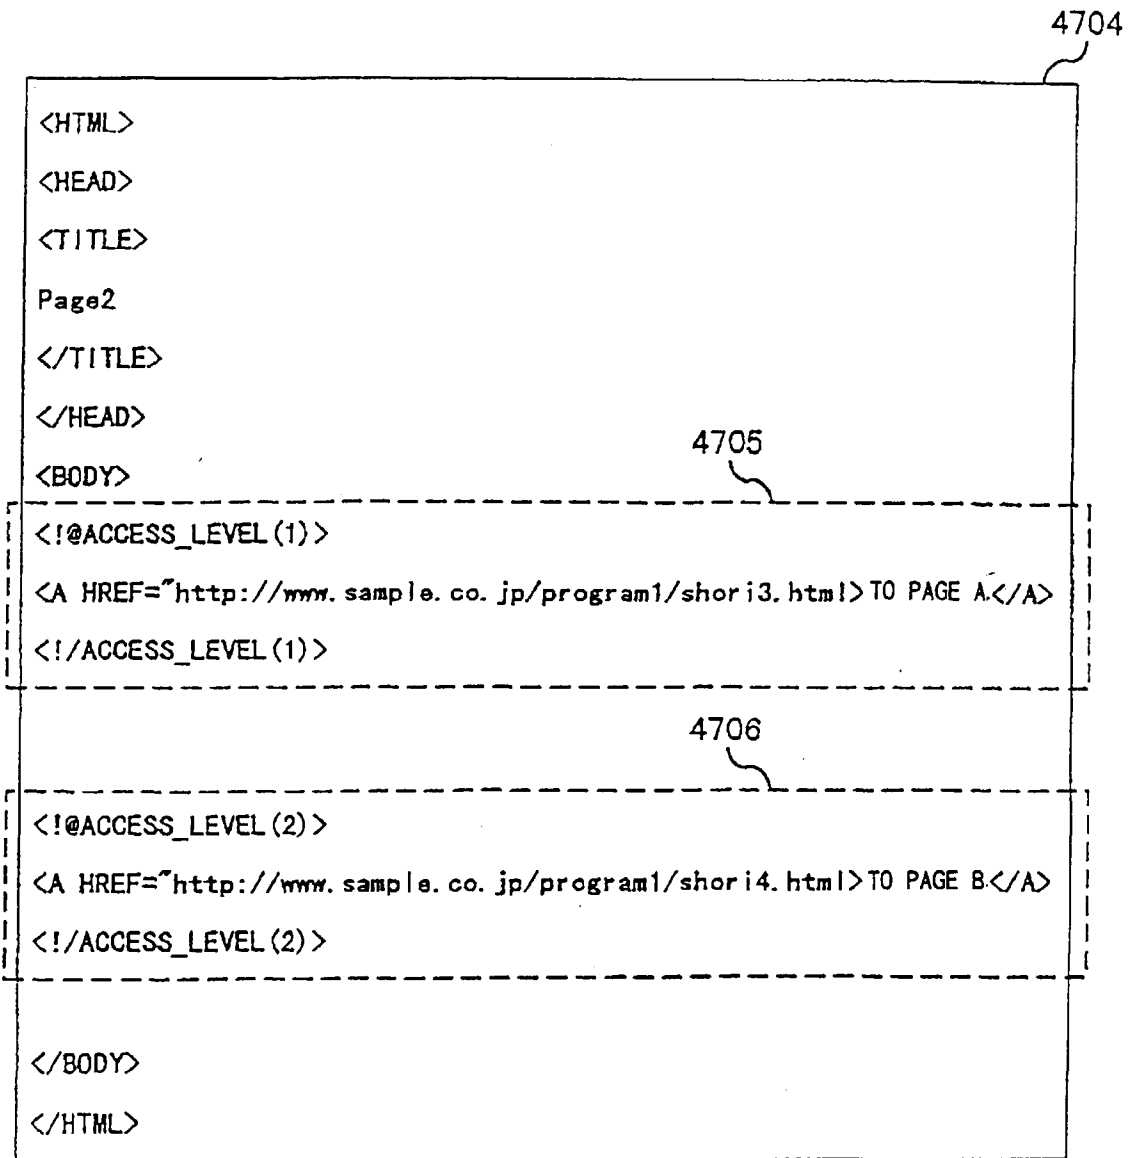 4704
<HTML>
<HEAD>
<TITLE>
Page2
</TITLE>
</HEAD>
<BODY>
4705
<!@ACCESS_LEVEL(1)>
<A HREF="http://www.sample.co.jp/program1/shori3.html>TO PAGE A.</A>
<!/ACCESS_LEVEL(1)>
4706
<!@ACCESS_LEVEL(2)>
<A HREF="http://www.sample.co.jp/program1/shori4.html>TO PAGE B.</A>
<!/ACCESS_LEVEL(2)>
</BODY>
</HTML>